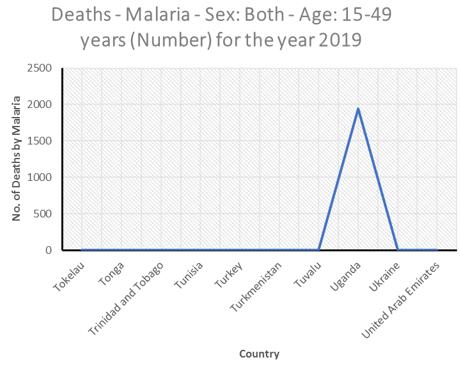 Deaths - Malaria - Sex: Both - Age: 15-49
years (Number) for the year 2019
2500
2000
1500
1000
500
0
No. of Deaths by Malaria
Tokelau
Tonga
Trinidad and Tobago
Tunisia
Turkey
Turkmenistan
Tuvalu
Uganda
Ukraine
United Arab Emirates
Country